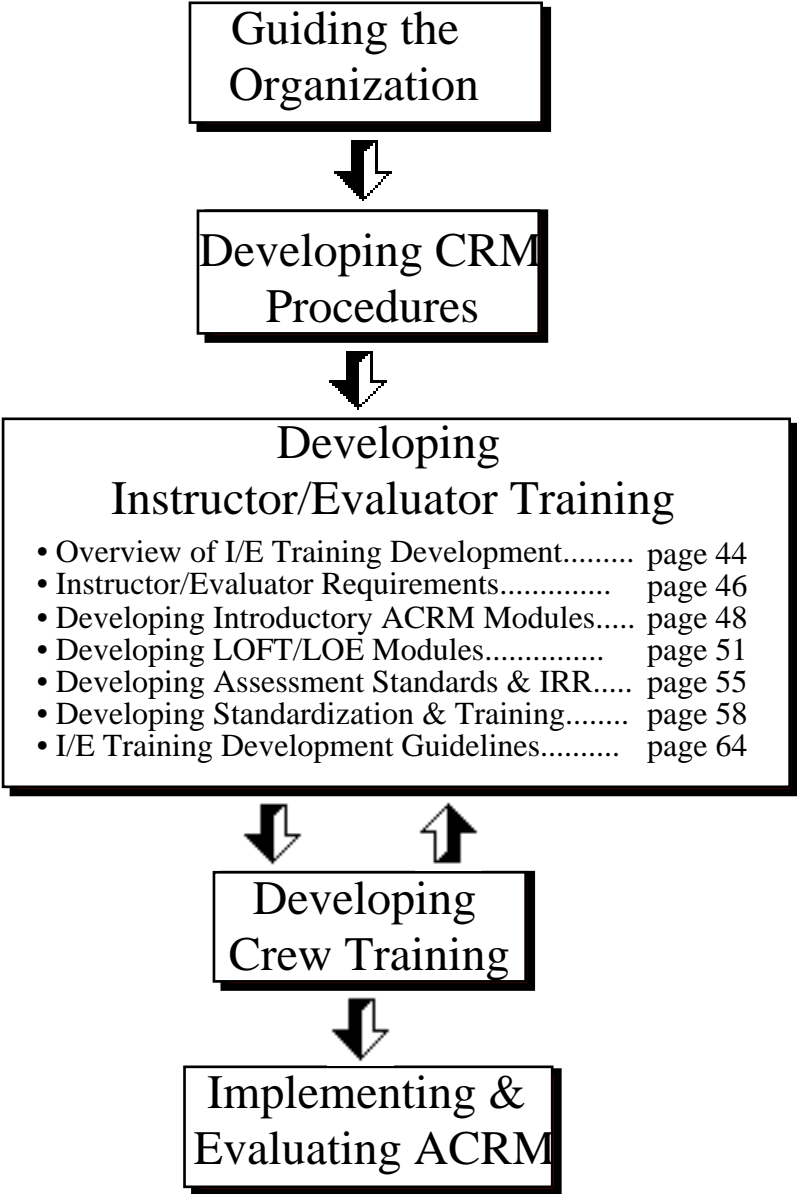 Guiding the
Organization
Developing CRM
Procedures
Developing
Instructor/Evaluator Training
• Overview of I/E Training Development......... page 44
• Instructor/Evaluator Requirements............. page 46
• Developing Introductory ACRM Modules..... page 48
• Developing LOFT/LOE Modules............... page 51
• Developing Assessment Standards & IRR..... page 55
• Developing Standardization & Training........ page 58
• I/E Training Development Guidelines.......... page 64
Developing
Crew Training
Implementing &
Evaluating ACRM